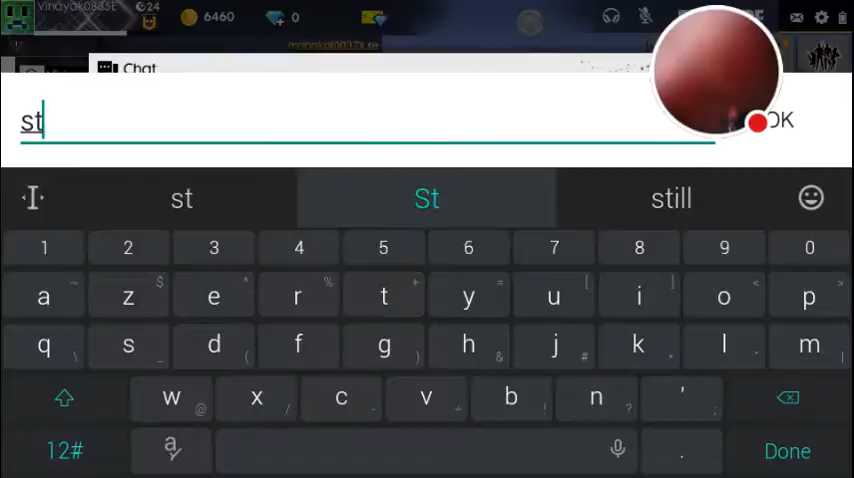 Vinayak0835E 24 6460 0
Chat
st OK
st St still
1 2 3 4 5 6 7 8 9 0
a ~ z $ e ^ r % t + y = u [ i ] o < p >
q \ s _ d ( f g ) h & j # k * l " m |
w @ x / c - v ÷ b ! n ? ' ;
12# a . Done